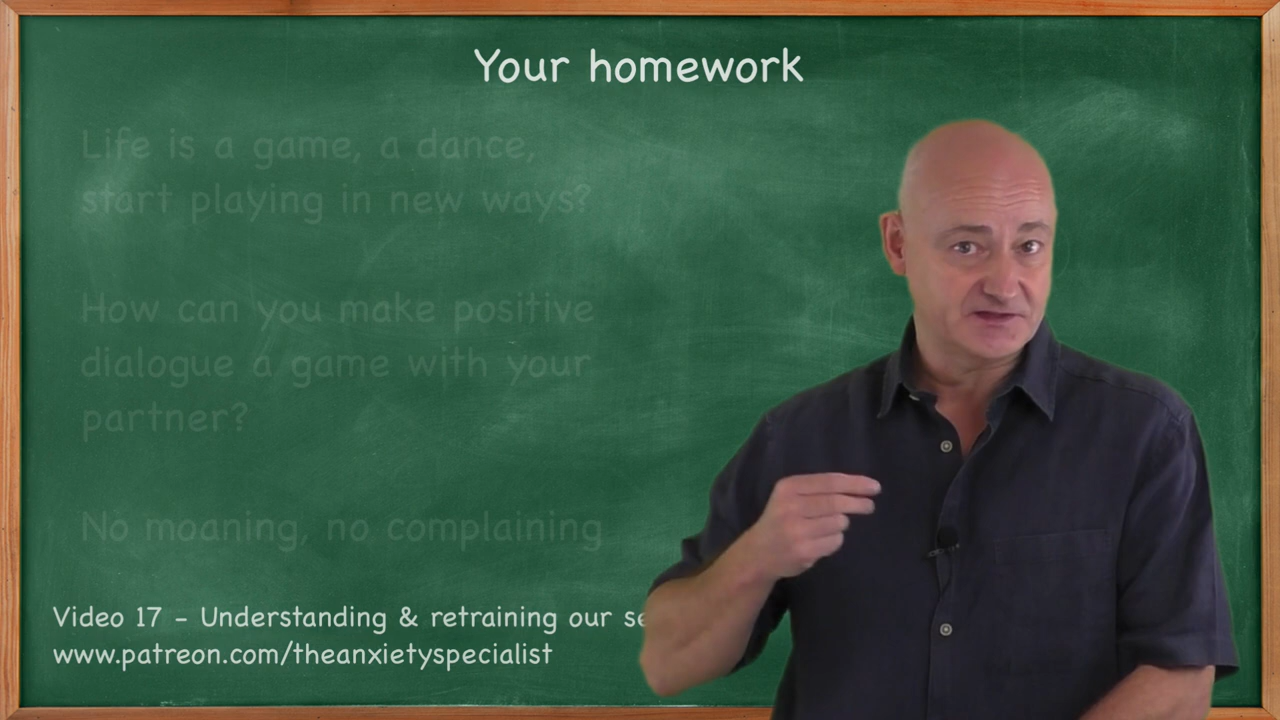 Your homework
Life is a game, a dance,
start playing in new ways?
How can you make positive
dialogue a game with your
partner?
No moaning, no complaining
Video 17 – Understanding & retraining our
www.patreon.com/theanxietyspecialist